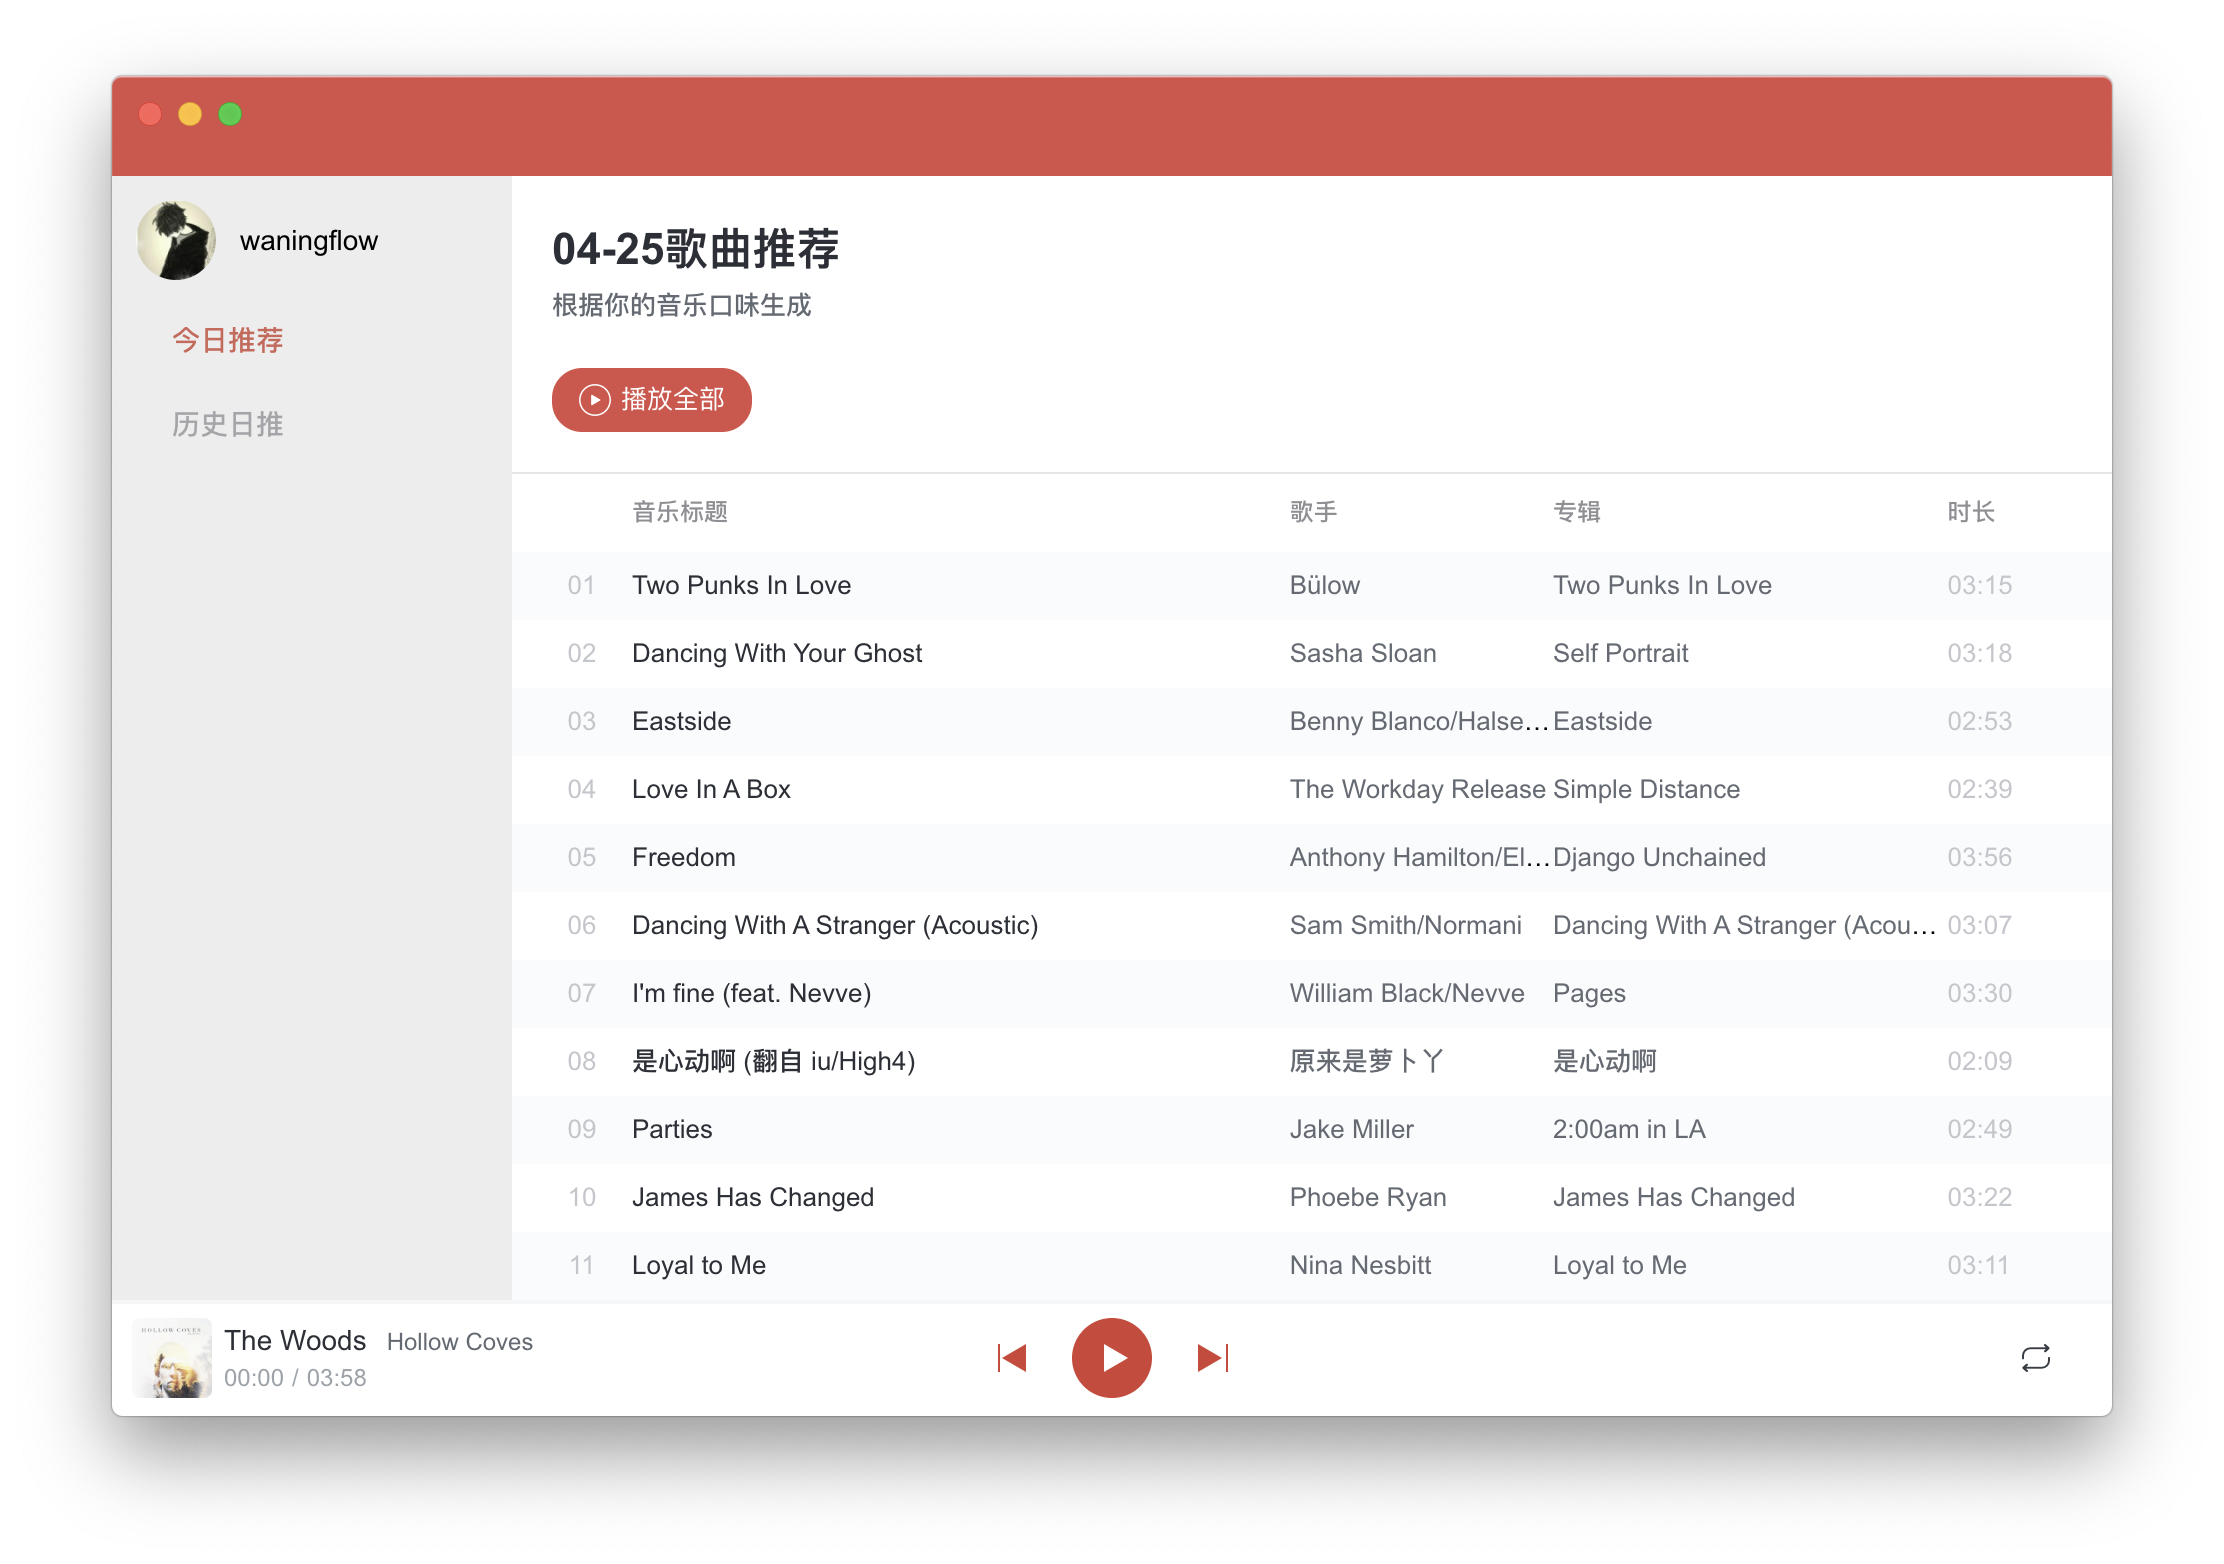 waningflow
今日推荐
历史日推
04-25歌曲推荐
根据你的音乐口味生成
播放全部
音乐标题 歌手 专辑 时长
01 Two Punks In Love Bülow Two Punks In Love 03:15
02 Dancing With Your Ghost Sasha Sloan Self Portrait 03:18
03 Eastside Benny Blanco/Halse... Eastside 02:53
04 Love In A Box The Workday Release Simple Distance 02:39
05 Freedom Anthony Hamilton/El... Django Unchained 03:56
06 Dancing With A Stranger (Acoustic) Sam Smith/Normani Dancing With A Stranger (Acou... 03:07
07 I'm fine (feat. Nevve) William Black/Nevve Pages 03:30
08 是心动啊 (翻自 iu/High4) 原来是萝卜丫 是心动啊 02:09
09 Parties Jake Miller 2:00am in LA 02:49
10 James Has Changed Phoebe Ryan James Has Changed 03:22
11 Loyal to Me Nina Nesbitt Loyal to Me 03:11
HOLLOW COVES
The Woods Hollow Coves
00:00 / 03:58